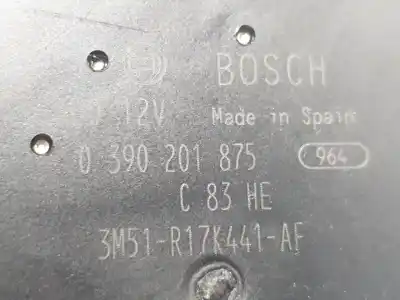 BOSCH
12V Made in Spain
0 390 201 875 964
C 83 HE
3M51-R17K441-AF